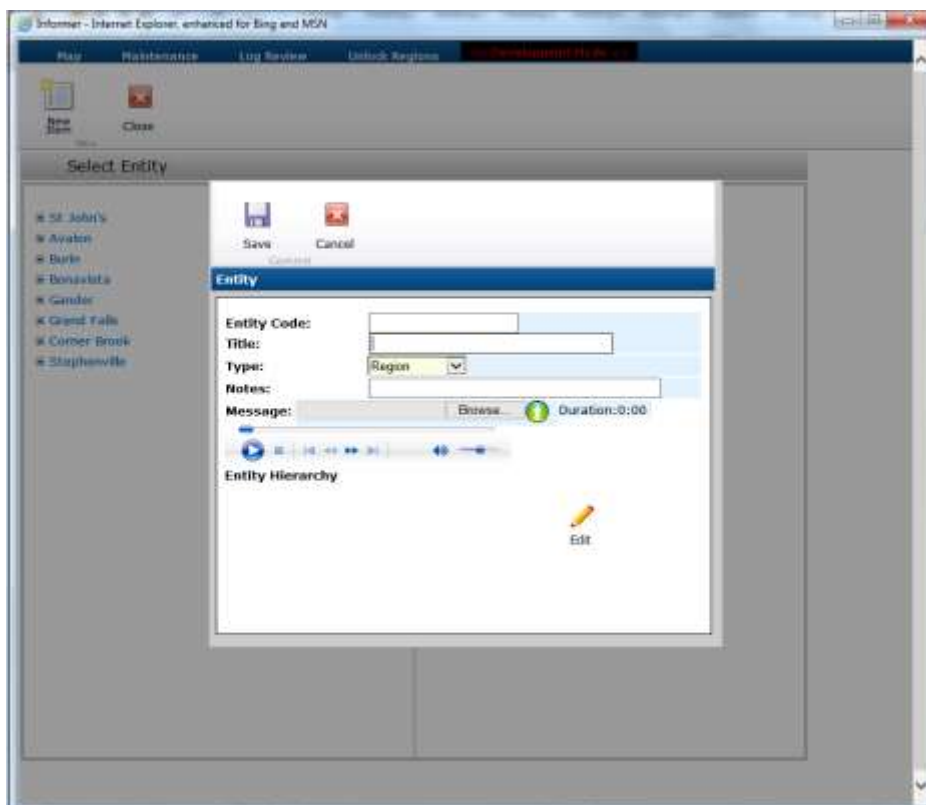 Informer - Internet Explorer, enhanced for Bing and MSN
Map Maintenance Log Review Unlock Regions
New Item
Close
Select Entity
St John's
Avalon
Burin
Bonavista
Gander
Grand Falls
Corner Brook
Stephenville
Save Cancel
Commit
Entity
Entity Code:
Title:
Type: Region
Notes:
Message: Browse... Duration:0:00
Entity Hierarchy
Edit